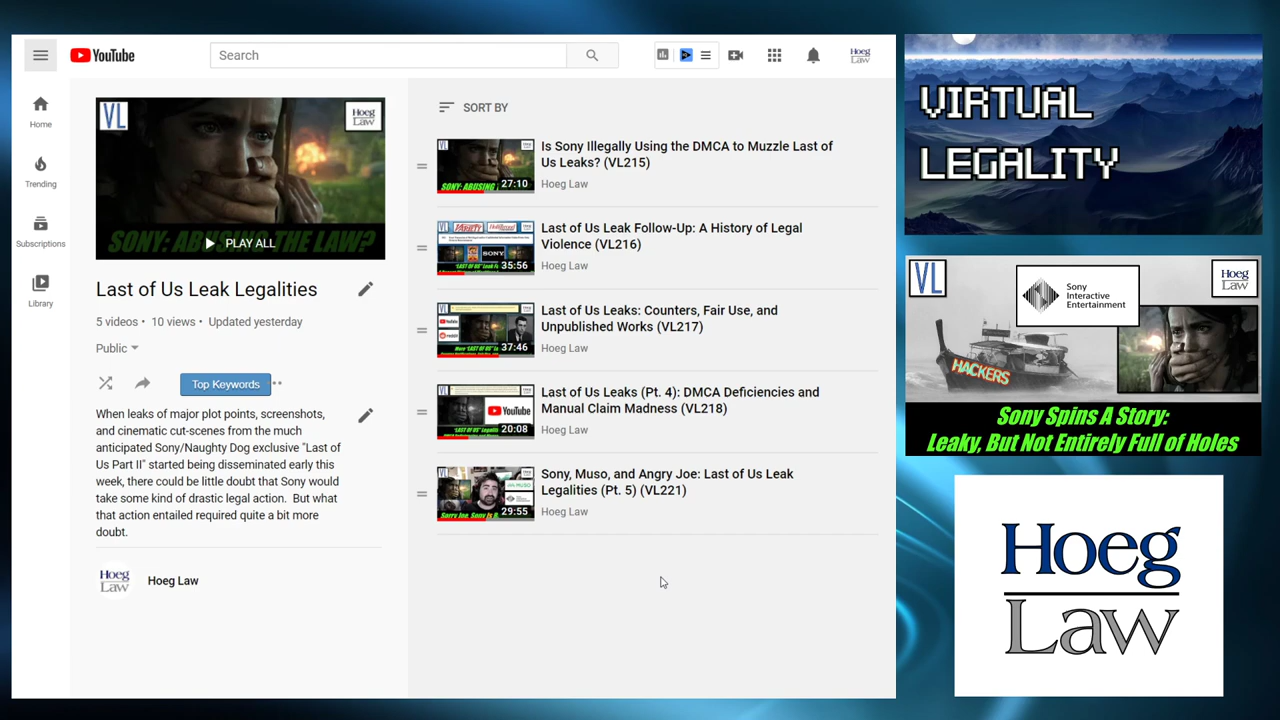 YouTube
Search
Hoeg
Law
Home
Trending
Subscriptions
Library
VL
Hoeg
Law
SONY: ABUSING THE LAW?
PLAY ALL
Last of Us Leak Legalities
5 videos • 10 views • Updated yesterday
Public
Top Keywords
When leaks of major plot points, screenshots,
and cinematic cut-scenes from the much
anticipated Sony/Naughty Dog exclusive "Last of
Us Part II" started being disseminated early this
week, there could be little doubt that Sony would
take some kind of drastic legal action. But what
that action entailed required quite a bit more
doubt.
Hoeg
Law
Hoeg Law
SORT BY
27:10
Is Sony Illegally Using the DMCA to Muzzle Last of
Us Leaks? (VL215)
Hoeg Law
VARIETY
SONY
35:56
Last of Us Leak Follow-Up: A History of Legal
Violence (VL216)
Hoeg Law
37:46
Last of Us Leaks: Counters, Fair Use, and
Unpublished Works (VL217)
Hoeg Law
YouTube
20:08
Last of Us Leaks (Pt. 4): DMCA Deficiencies and
Manual Claim Madness (VL218)
Hoeg Law
MUSO
29:55
Sony, Muso, and Angry Joe: Last of Us Leak
Legalities (Pt. 5) (VL221)
Hoeg Law
VIRTUAL
LEGALITY
VL
Sony
Interactive
Entertainment
Hoeg
Law
HACKERS
Sony Spins A Story:
Leaky, But Not Entirely Full of Holes
Hoeg
Law